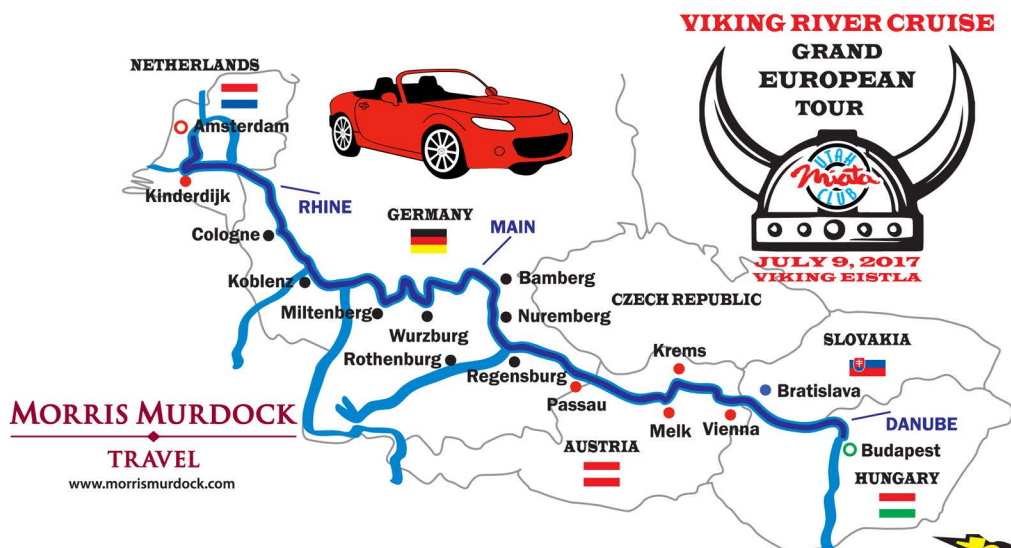 VIKING RIVER CRUISE
GRAND
EUROPEAN
TOUR
UTAH
Miata
CLUB
JULY 9, 2017
VIKING EISTLA
NETHERLANDS
Amsterdam
Kinderdijk
RHINE
Cologne
GERMANY
MAIN
Koblenz
Bamberg
Miltenberg
CZECH REPUBLIC
Wurzburg
Nuremberg
Rothenburg
Regensburg
Krems
SLOVAKIA
Passau
Bratislava
Melk
Vienna
DANUBE
AUSTRIA
Budapest
HUNGARY
MORRIS MURDOCK
TRAVEL
www.morrismurdock.com